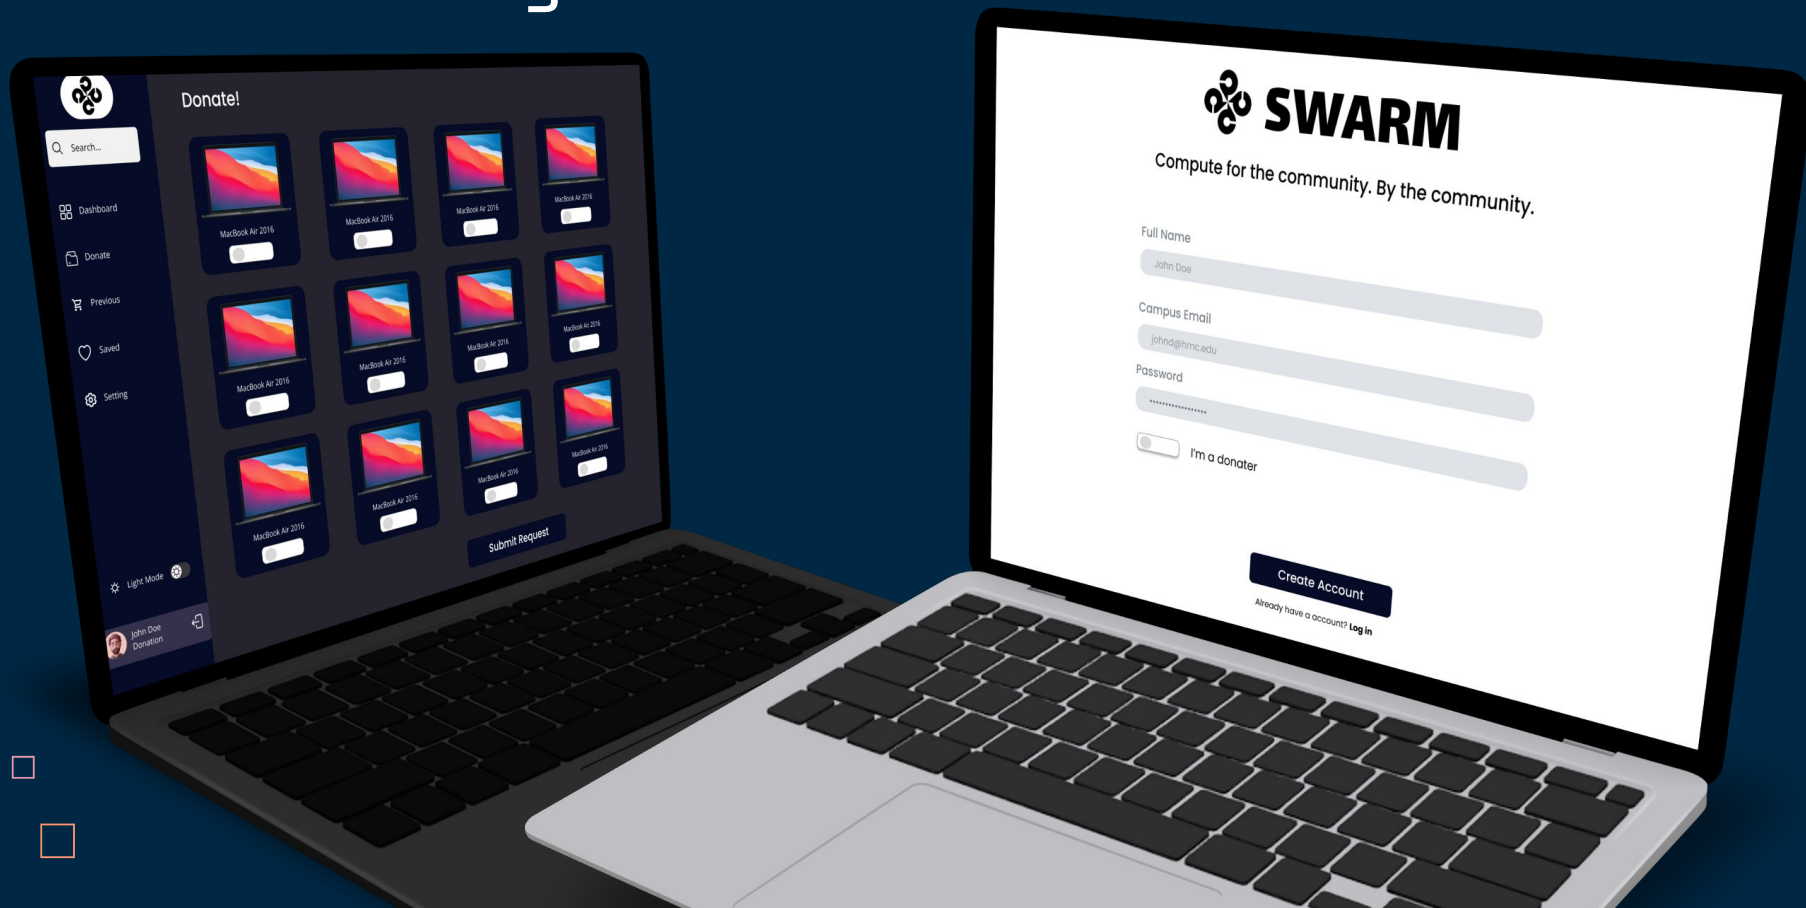 Donate!
Search...
Dashboard
Donate
Previous
Saved
Setting
Light Mode
John Doe
Donation
MacBook Air 2016
MacBook Air 2016
MacBook Air 2016
MacBook Air 2016
MacBook Air 2016
MacBook Air 2016
MacBook Air 2016
MacBook Air 2016
MacBook Air 2016
MacBook Air 2016
MacBook Air 2016
MacBook Air 2016
Submit Request
SWARM
Compute for the community. By the community.
Full Name
John Doe
Campus Email
johnd@hmc.edu
Password
I'm a donater
Create Account
Already have a account? Log in